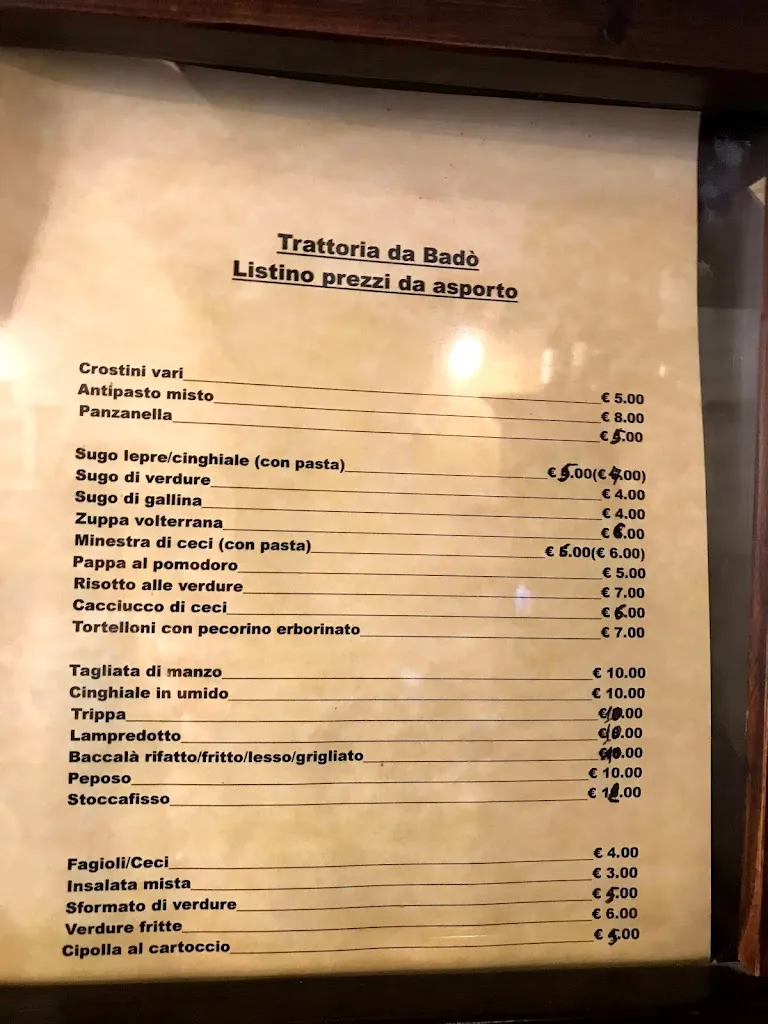 Trattoria da Badò
Listino prezzi da asporto
Crostini vari € 5.00
Antipasto misto € 8.00
Panzanella € 5.00
Sugo lepre/cinghiale (con pasta) € 5.00(€ 7.00)
Sugo di verdure € 4.00
Sugo di gallina € 4.00
Zuppa volterrana € 6.00
Minestra di ceci (con pasta) € 5.00(€ 6.00)
Pappa al pomodoro € 5.00
Risotto alle verdure € 7.00
Cacciucco di ceci € 6.00
Tortelloni con pecorino erborinato € 7.00
Tagliata di manzo € 10.00
Cinghiale in umido € 10.00
Trippa € 10.00
Lampredotto € 10.00
Baccalà rifatto/fritto/lesso/grigliato
Peposo € 10.00
Stoccafisso
Fagioli/Ceci € 4.00
Insalata mista € 3.00
Sformato di verdure € 5.00
Verdure fritte € 6.00
Cipolla al cartoccio € 5.00